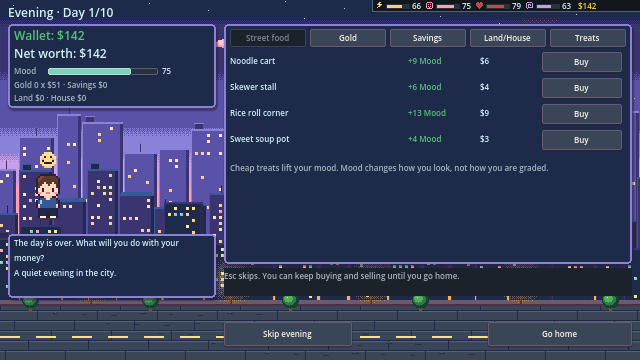 Evening · Day 1/10
66 75 79 63 $142
Wallet: $142
Net worth: $142
Mood 75
Gold 0 x $51 · Savings $0
Land $0 · House $0
Street food Gold Savings Land/House Treats
Noodle cart +9 Mood $6 Buy
Skewer stall +6 Mood $4 Buy
Rice roll corner +13 Mood $9 Buy
Sweet soup pot +4 Mood $3 Buy
Cheap treats lift your mood. Mood changes how you look, not how you are graded.
The day is over. What will you do with your
money?
A quiet evening in the city.
Esc skips. You can keep buying and selling until you go home.
Skip evening Go home